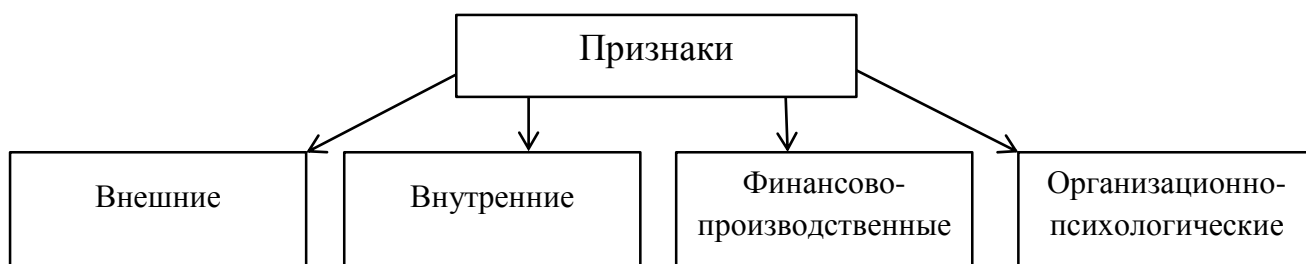 Признаки
Внешние
Внутренние
Финансово-
производственные
Организационно-
психологические